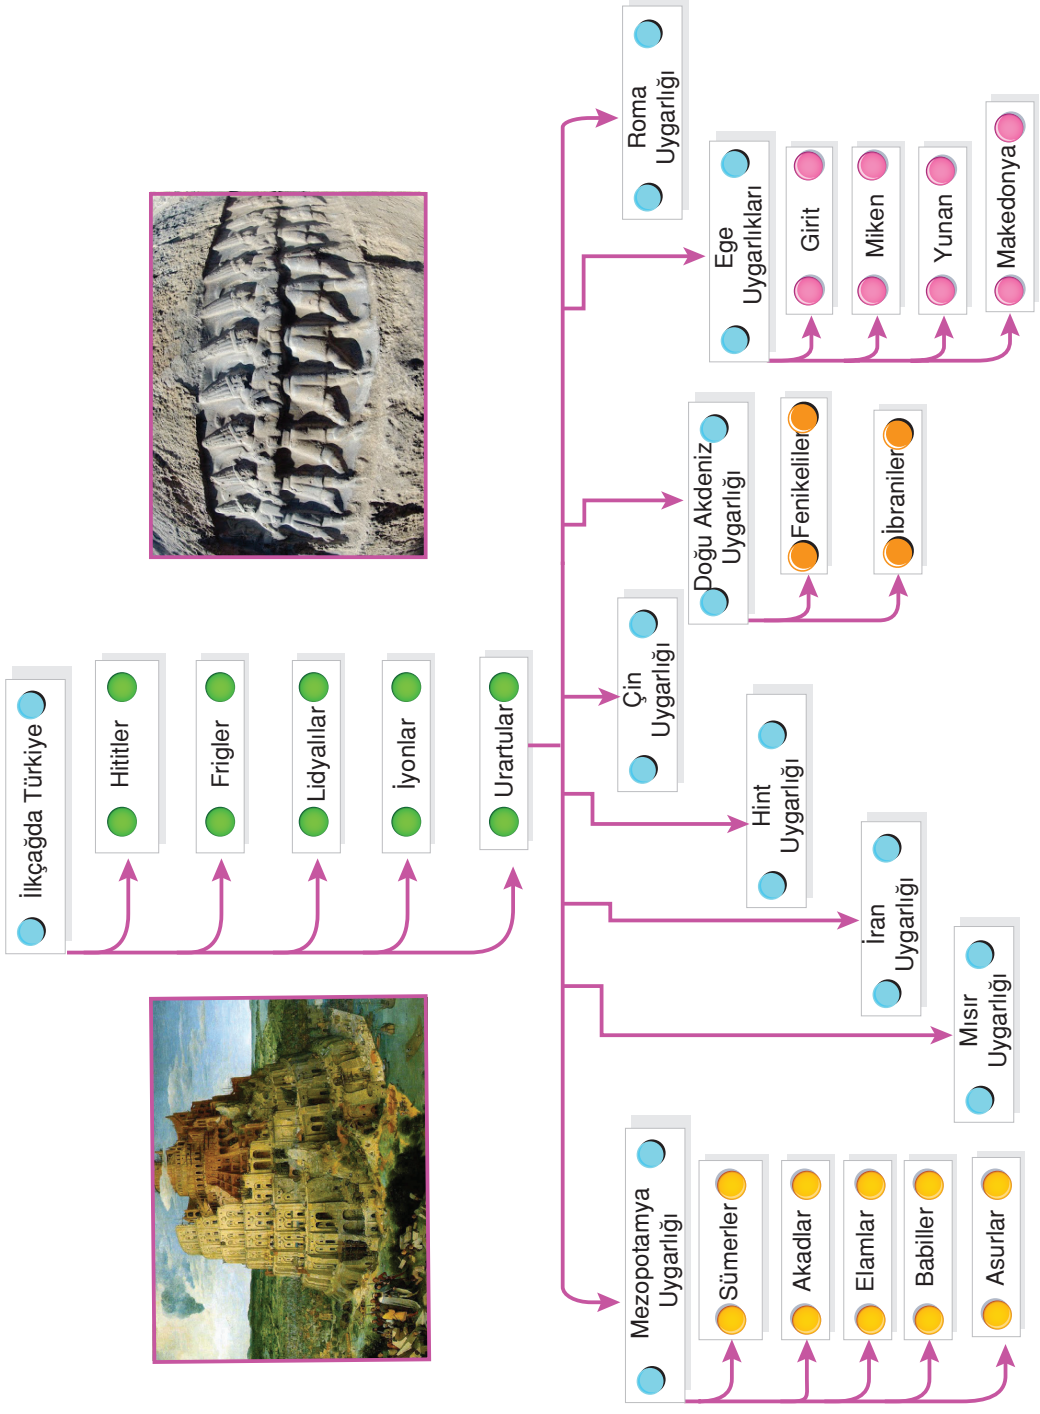 İlkçağda Türkiye
Hititler
Frigler
Lidyalılar
İyonlar
Urartular
Mezopotamya
Uygarlığı
Sümerler
Akadlar
Elamlar
Babiller
Asurlar
Mısır
Uygarlığı
İran
Uygarlığı
Hint
Uygarlığı
Çin
Uygarlığı
Doğu Akdeniz
Uygarlığı
Fenikeliler
İbraniler
Ege
Uygarlıkları
Girit
Miken
Yunan
Makedonya
Roma
Uygarlığı